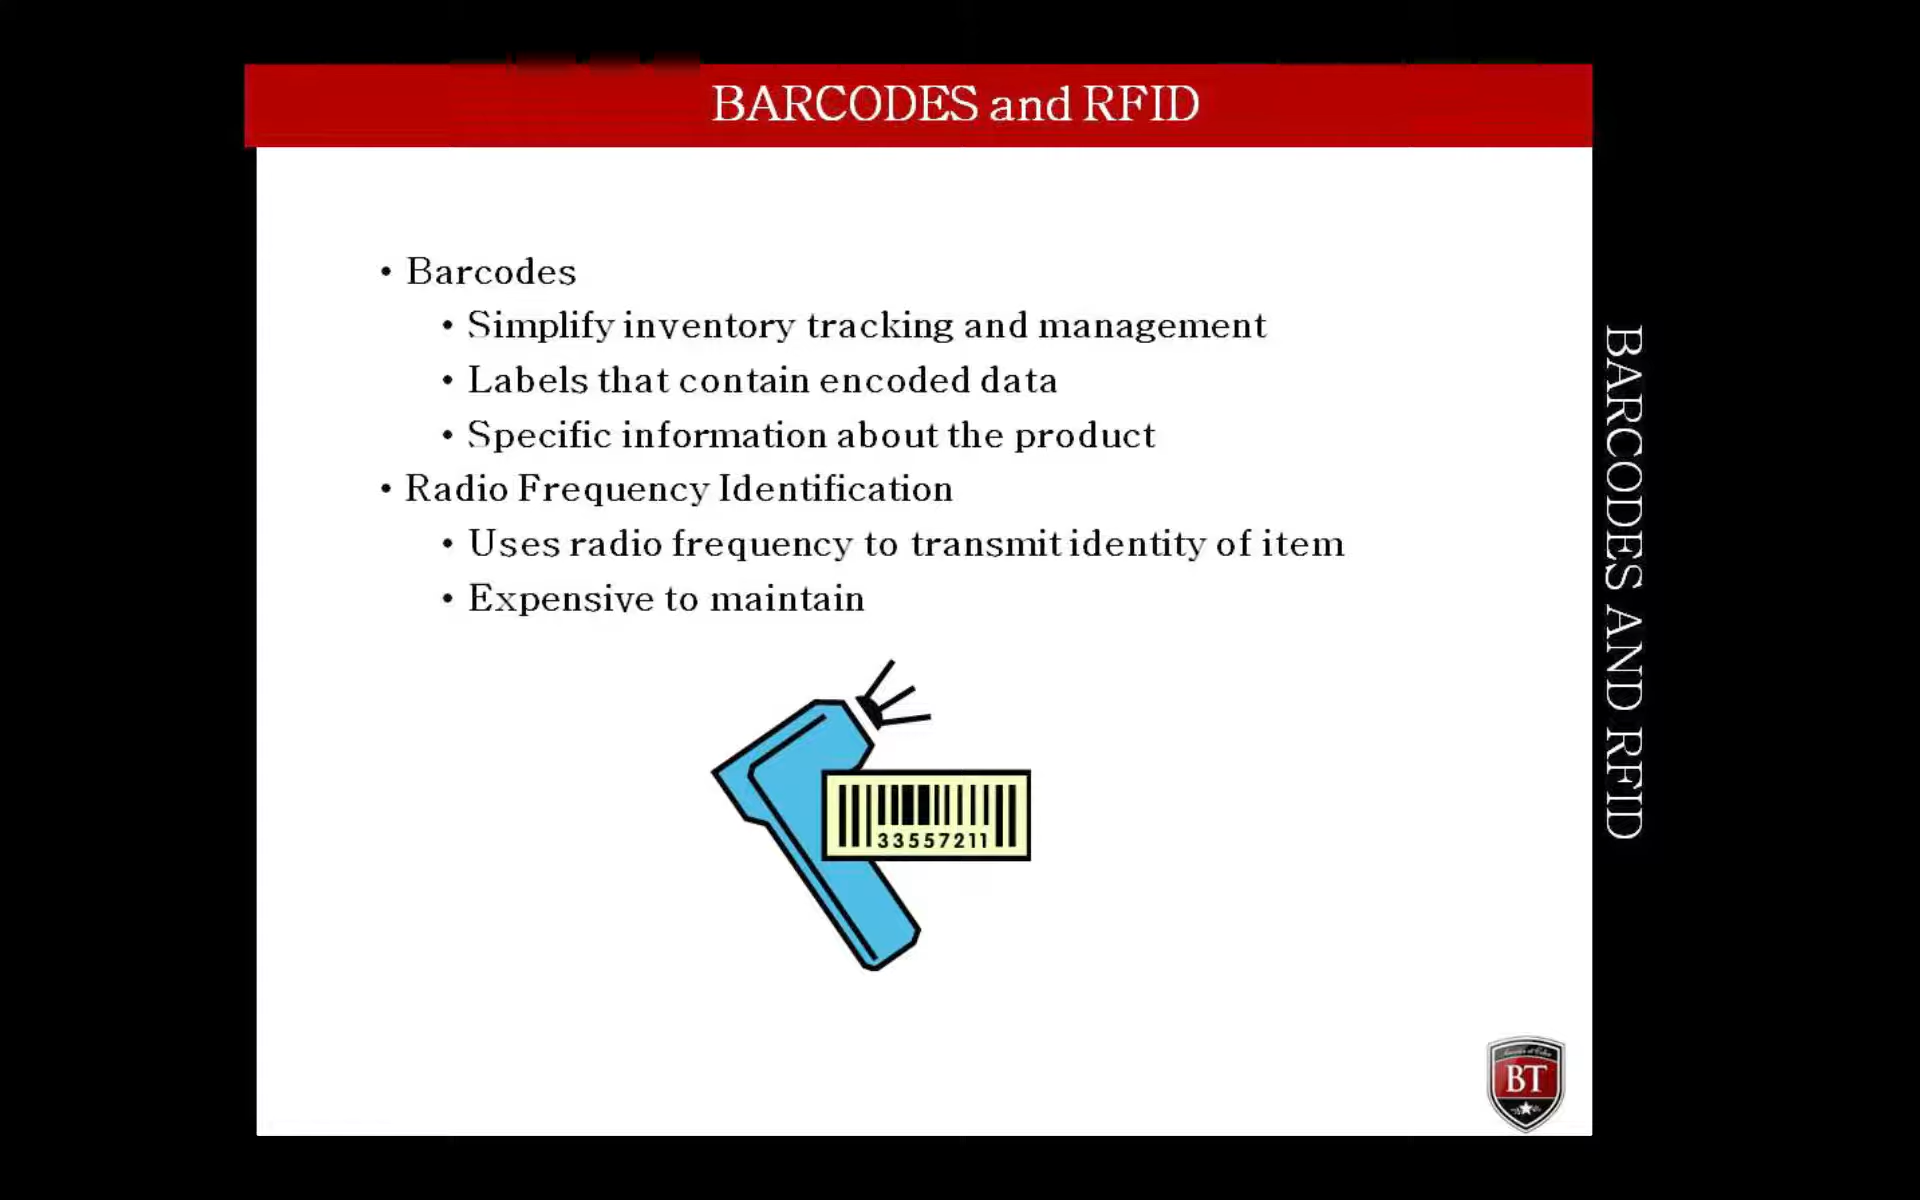 BARCODES and RFID
• Barcodes
• Simplify inventory tracking and management
• Labels that contain encoded data
• Specific information about the product
• Radio Frequency Identification
• Uses radio frequency to transmit identity of item
• Expensive to maintain
33557211
BARCODES AND RFID
BT